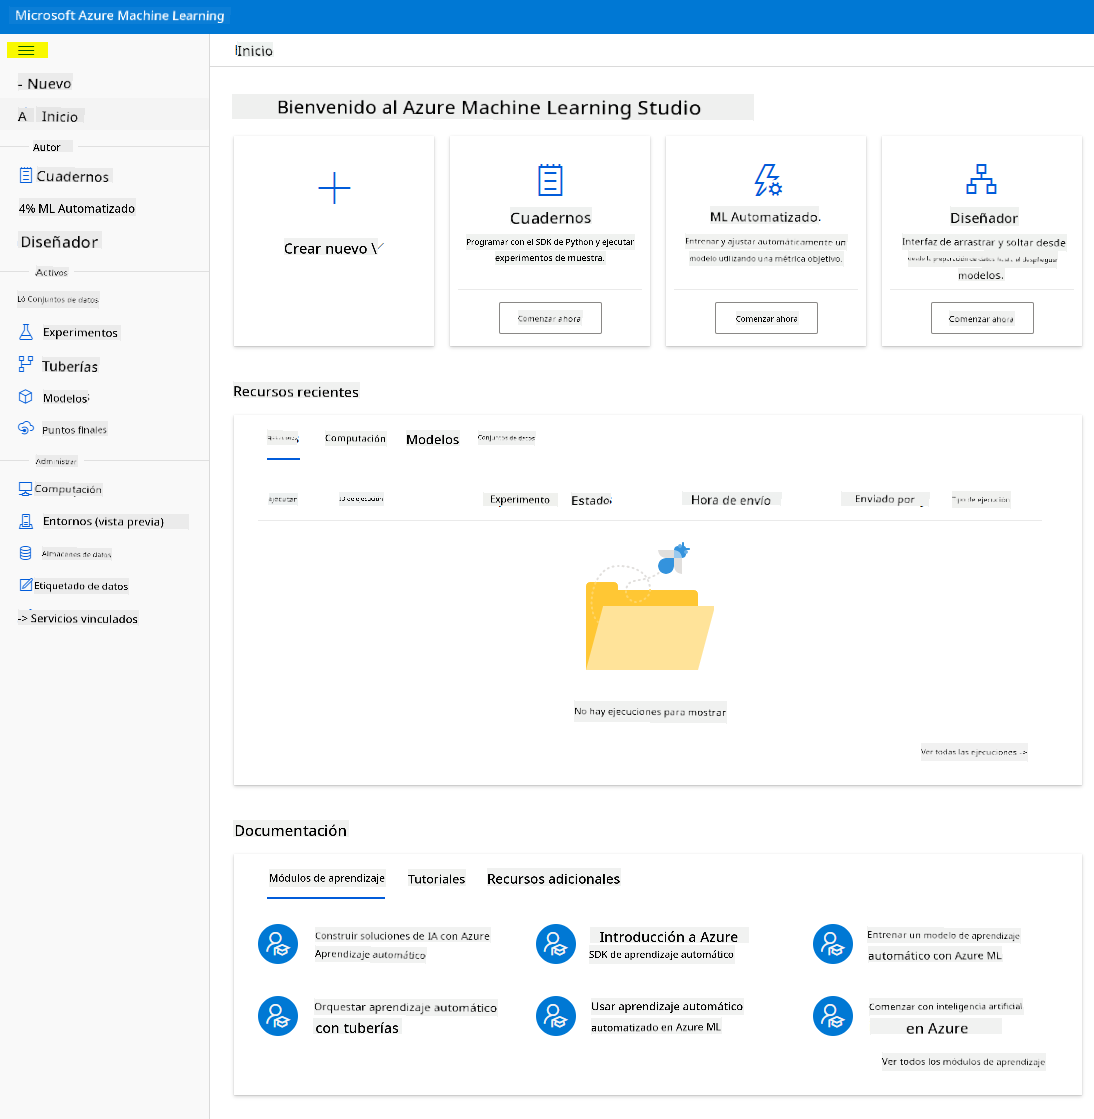 Microsoft Azure Machine Learning
- Nuevo
A Inicio
Autor
Cuadernos
4% ML Automatizado
Diseñador
Activos
Ló Conjuntos de datos
Experimentos
Tuberías
Modelos
Puntos finales
Administrar
Computación
Entornos (vista previa)
Almacenes de datos
Etiquetado de datos
-> Servicios vinculados
Inicio
Bienvenido al Azure Machine Learning Studio
Crear nuevo \
Cuadernos
Programar con el SDK de Python y ejecutar
experimentos de muestra.
Comenzar ahora
ML Automatizado.
Entrenar y ajustar automáticamente un
modelo utilizando una métrica objetivo.
Comenzar ahora
Diseñador
Interfaz de arrastrar y soltar desde
desde la preparación de datos hasta el despliegue
modelos.
Comenzar ahora
Recursos recientes
Computación Modelos Conjuntos de datos
Ejecutar ID de ejecución Experimento Estado Hora de envío Enviado por Tipo de ejecución
No hay ejecuciones para mostrar
Ver todas las ejecuciones ->
Documentación
Módulos de aprendizaje Tutoriales Recursos adicionales
Construir soluciones de IA con Azure
Aprendizaje automático
Introducción a Azure
SDK de aprendizaje automático
Entrenar un modelo de aprendizaje
automático con Azure ML
Orquestar aprendizaje automático
con tuberías
Usar aprendizaje automático
automatizado en Azure ML
Comenzar con inteligencia artificial
en Azure
Ver todos los módulos de aprendizaje